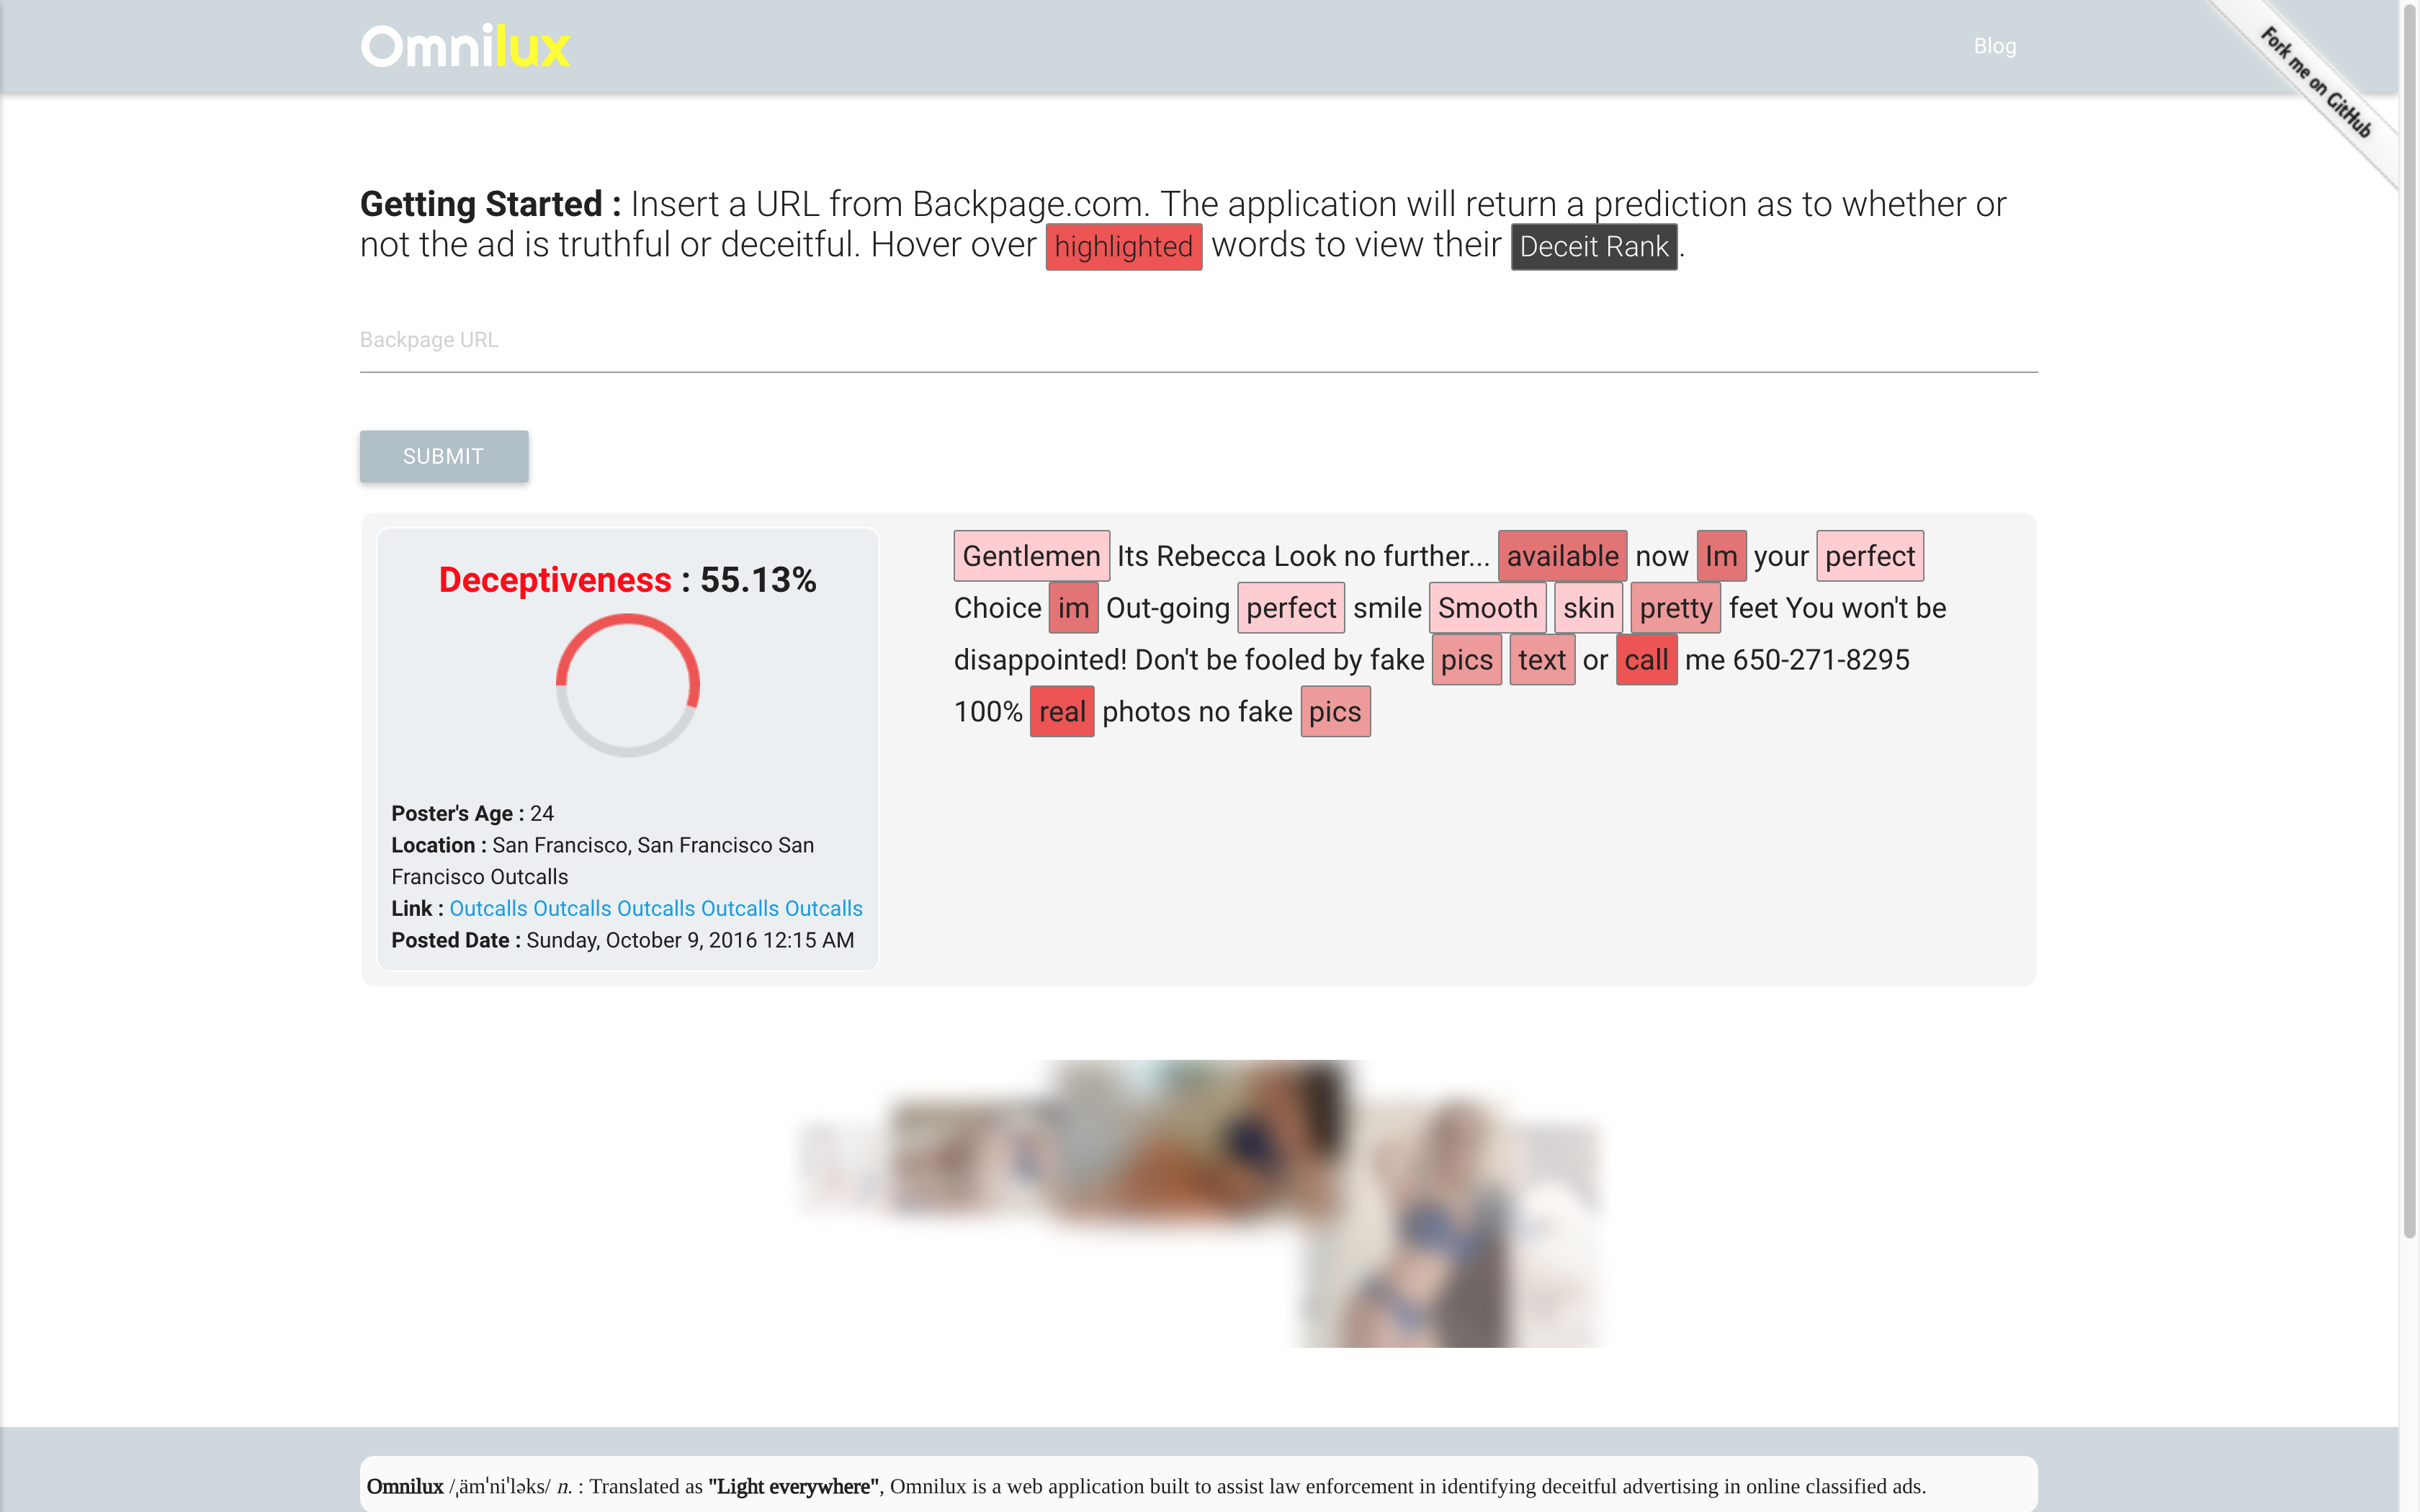 Omnilux
Blog
Fork me on GitHub
Getting Started : Insert a URL from Backpage.com. The application will return a prediction as to whether or
not the ad is truthful or deceitful. Hover over highlighted words to view their Deceit Rank.
Backpage URL
SUBMIT
Deceptiveness : 55.13%
Poster's Age : 24
Location : San Francisco, San Francisco San
Francisco Outcalls
Link : Outcalls Outcalls Outcalls Outcalls Outcalls
Posted Date : Sunday, October 9, 2016 12:15 AM
Gentlemen Its Rebecca Look no further... available now Im your perfect
Choice im Out-going perfect smile Smooth skin pretty feet You won't be
disappointed! Don't be fooled by fake pics text or call me 650-271-8295
100% real photos no fake pics
Omnilux /ˌämˈniˈləks/ n. : Translated as "Light everywhere", Omnilux is a web application built to assist law enforcement in identifying deceitful advertising in online classified ads.